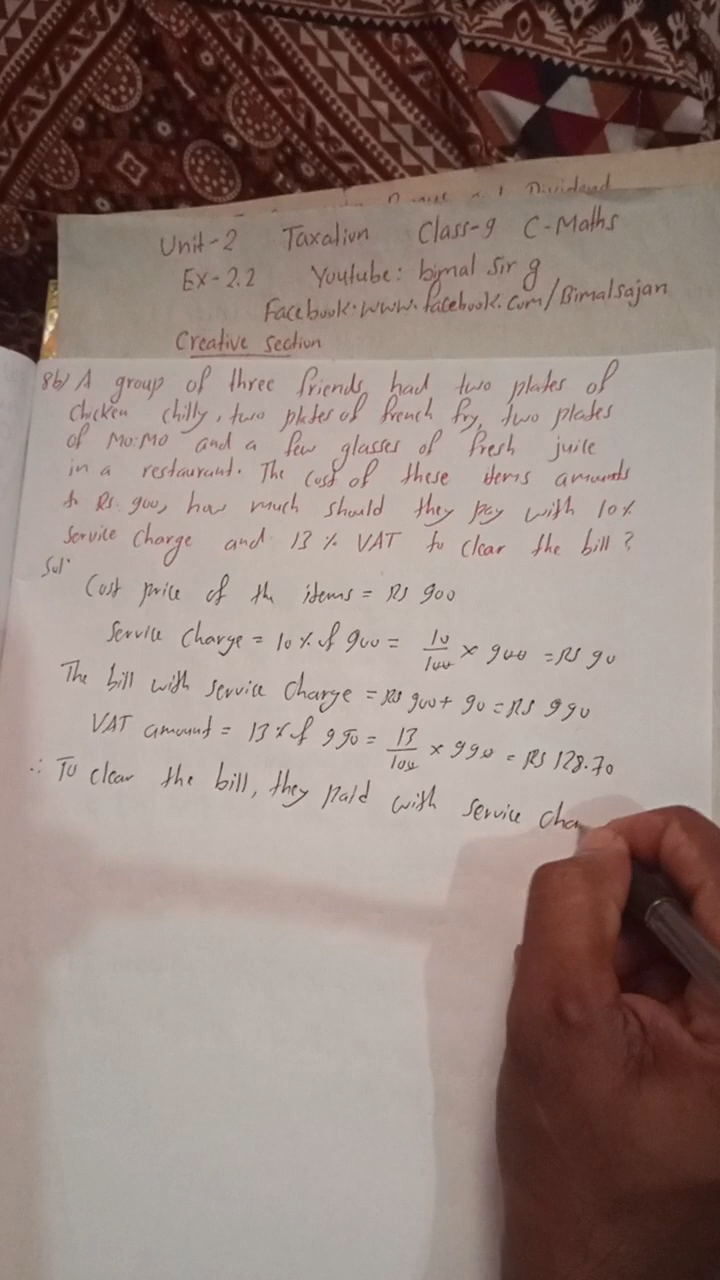 Dividend
Unit-2 Taxation Class-9 C-Maths
Ex-2.2 Youtube: bimal Sir g
Facebook:www.facebook.com/Bimalsajan
Creative section
8b) A group of three friends had two plates of
Chicken chilly, two plates of french fry, two plates
of Mo:Mo and a few glasses of fresh juice
in a restaurant. The cost of these items amounts
to Rs. 900, how much should they pay with 10%
Service Charge and 13% VAT to clear the bill?
Solⁿ
Cost price of the items = Rs 900
Service Charge = 10% of 900 = 10/100 × 900 = Rs 90
The bill with service charge = Rs 900 + 90 = Rs 990
VAT amount = 13% of 990 = 13/100 × 990 = Rs 128.70
∴ To clear the bill, they paid with service cha